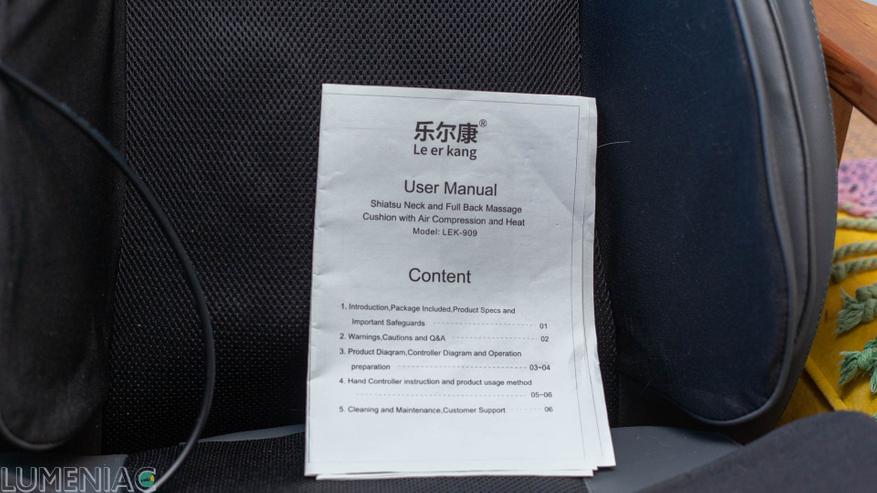 乐尔康®
Le er kang
User Manual
Shiatsu Neck and Full Back Massage
Cushion with Air Compression and Heat
Model: LEK-909
Content
1. Introduction,Package Included,Product Specs and
Important Safeguards 01
2. Warnings,Cautions and Q&A 02
3. Product Diaqram,Controller Diagram and Operation
preparation 03-04
4. Hand Controller instruction and product usage method
05-06
5. Cleaning and Maintenance,Customer Support 06
LUMENIAC